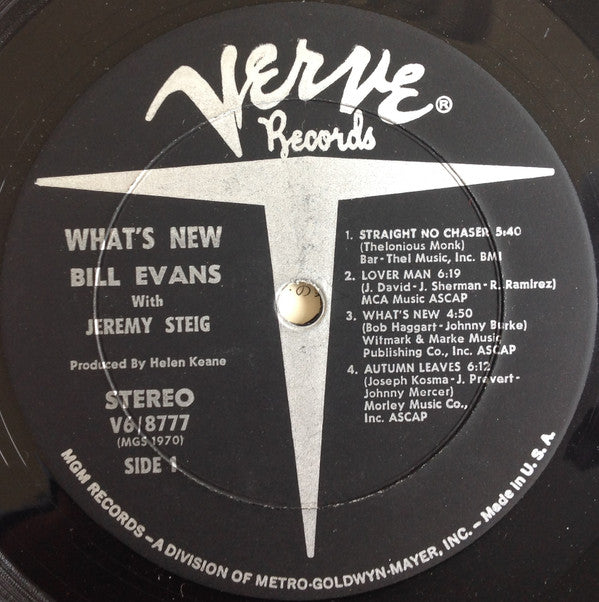 Verve®
Records
WHAT'S NEW
BILL EVANS
With
JEREMY STEIG
Produced By Helen Keane
STEREO
V6/8777
(MGS 1970)
SIDE 1
1. STRAIGHT NO CHASER 5:40
(Thelonious Monk)
Bar-Thel Music, Inc. BMI
2. LOVER MAN 6:19
(J. David - J. Sherman - R. Ramirez)
MCA Music ASCAP
3. WHAT'S NEW 4:50
(Bob Haggart - Johnny Burke)
Witmark & Marke Music
Publishing Co., Inc. ASCAP
4. AUTUMN LEAVES 6:12
(Joseph Kosma - J. Prevert -
Johnny Mercer)
Morley Music Co.,
Inc. ASCAP
MGM RECORDS – A DIVISION OF METRO-GOLDWYN-MAYER, INC. – Made in U. S. A.